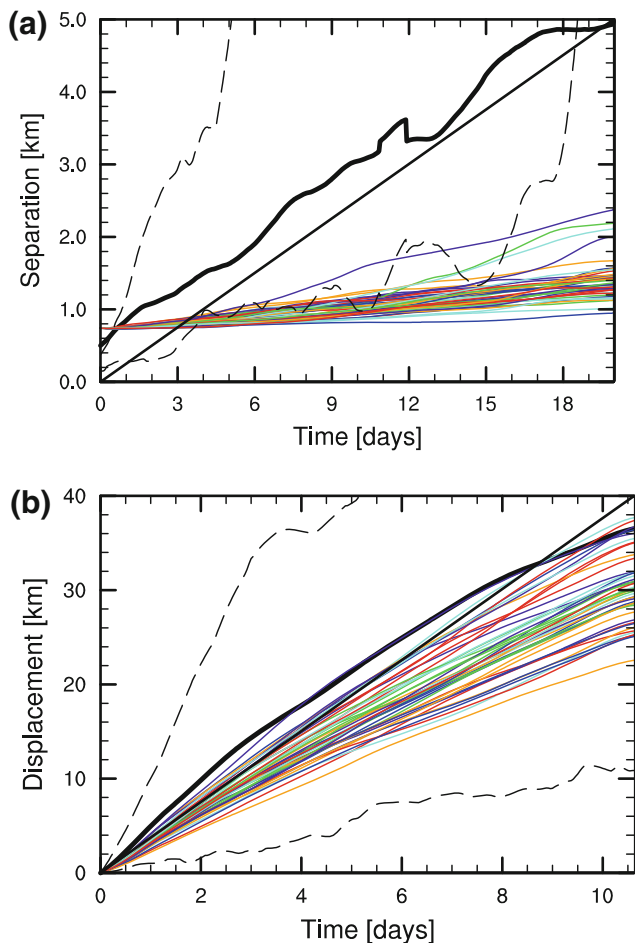 (a)
5.0
4.0
3.0
2.0
1.0
0.0
Separation [km]
0 3 6 9 12 15 18
Time [days]
(b)
40
30
20
10
0
Displacement [km]
0 2 4 6 8 10
Time [days]